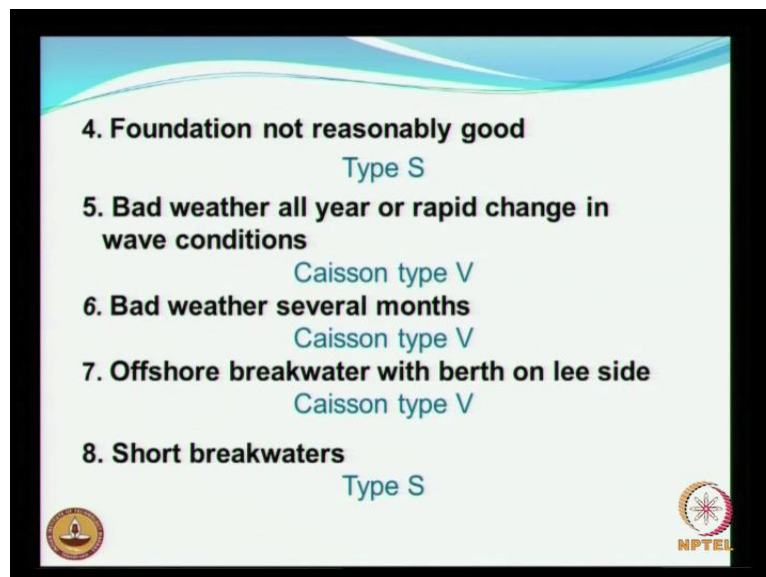 4. Foundation not reasonably good
Type S
5. Bad weather all year or rapid change in
wave conditions
Caisson type V
6. Bad weather several months
Caisson type V
7. Offshore breakwater with berth on lee side
Caisson type V
8. Short breakwaters
Type S
NPTEL